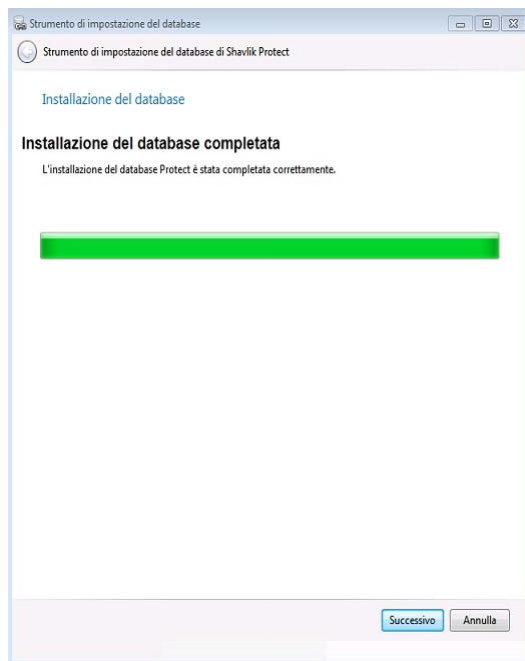 Strumento di impostazione del database
Strumento di impostazione del database di Shavlik Protect
Installazione del database
Installazione del database completata
L'installazione del database Protect è stata completata correttamente.
Successivo
Annulla